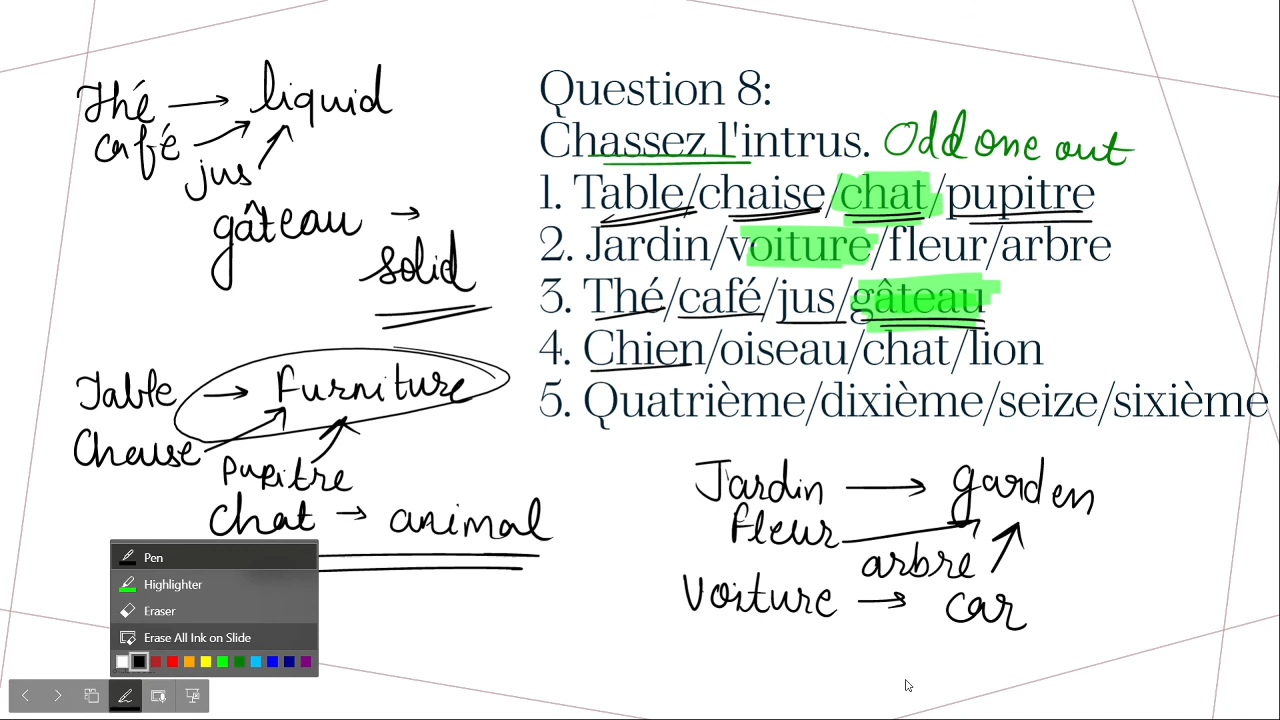 Thé → liquid
café
jus
gâteau →
solid
Table → Furniture
Chaise
Pupitre
Chat → animal
Question 8:
Chassez l'intrus. Odd one out
1. Table/chaise/chat/pupitre
2. Jardin/voiture/fleur/arbre
3. Thé/café/jus/gâteau
4. Chien/oiseau/chat/lion
5. Quatrième/dixième/seize/sixième
Jardin → garden
fleur
arbre
Voiture → car
Pen
Highlighter
Eraser
Erase All Ink on Slide